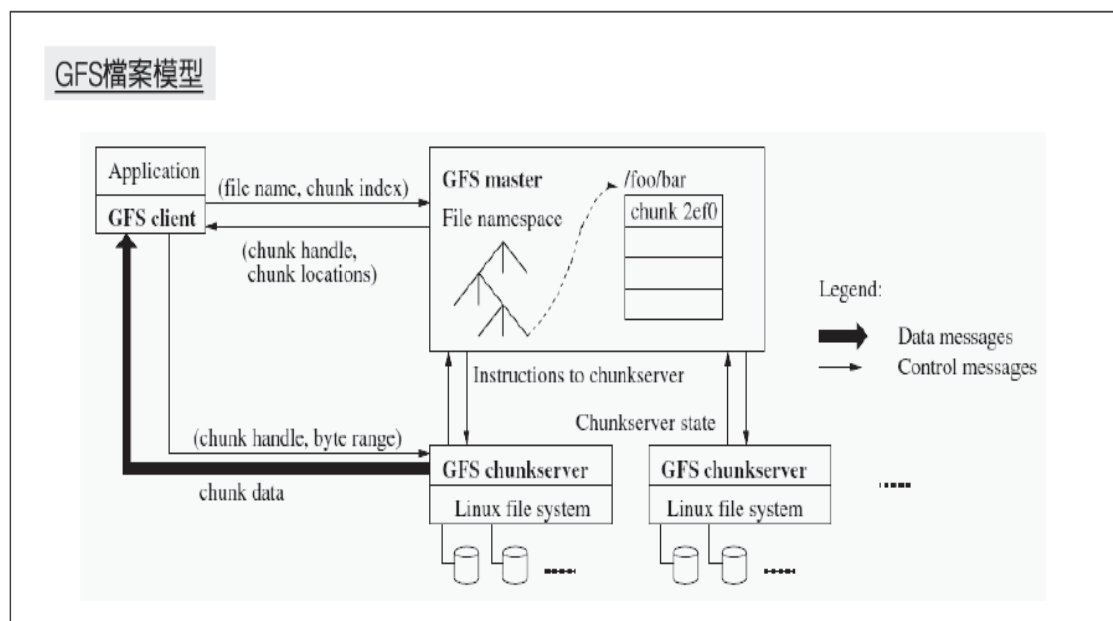 GFS檔案模型
Application
GFS client
(file name, chunk index)
(chunk handle,
chunk locations)
GFS master
File namespace
/foo/bar
chunk 2ef0
Legend:
Data messages
Control messages
Instructions to chunkserver
Chunkserver state
(chunk handle, byte range)
chunk data
GFS chunkserver
Linux file system
GFS chunkserver
Linux file system